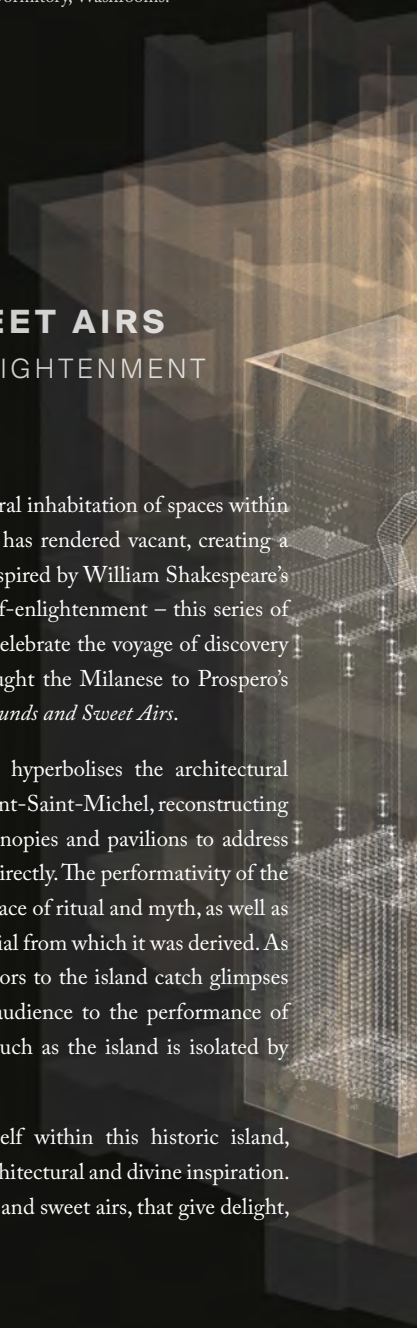 Washrooms.
EET AIRS
IGHTENMENT
ral inhabitation of spaces within
has rendered vacant, creating a
spired by William Shakespeare's
f-enlightenment – this series of
elebrate the voyage of discovery
ught the Milanese to Prospero's
unds and Sweet Airs.
hyperbolises the architectural
nt-Saint-Michel, reconstructing
nopies and pavilions to address
irectly. The performativity of the
ace of ritual and myth, as well as
ial from which it was derived. As
ors to the island catch glimpses
audience to the performance of
uch as the island is isolated by
elf within this historic island,
hitectural and divine inspiration.
and sweet airs, that give delight,